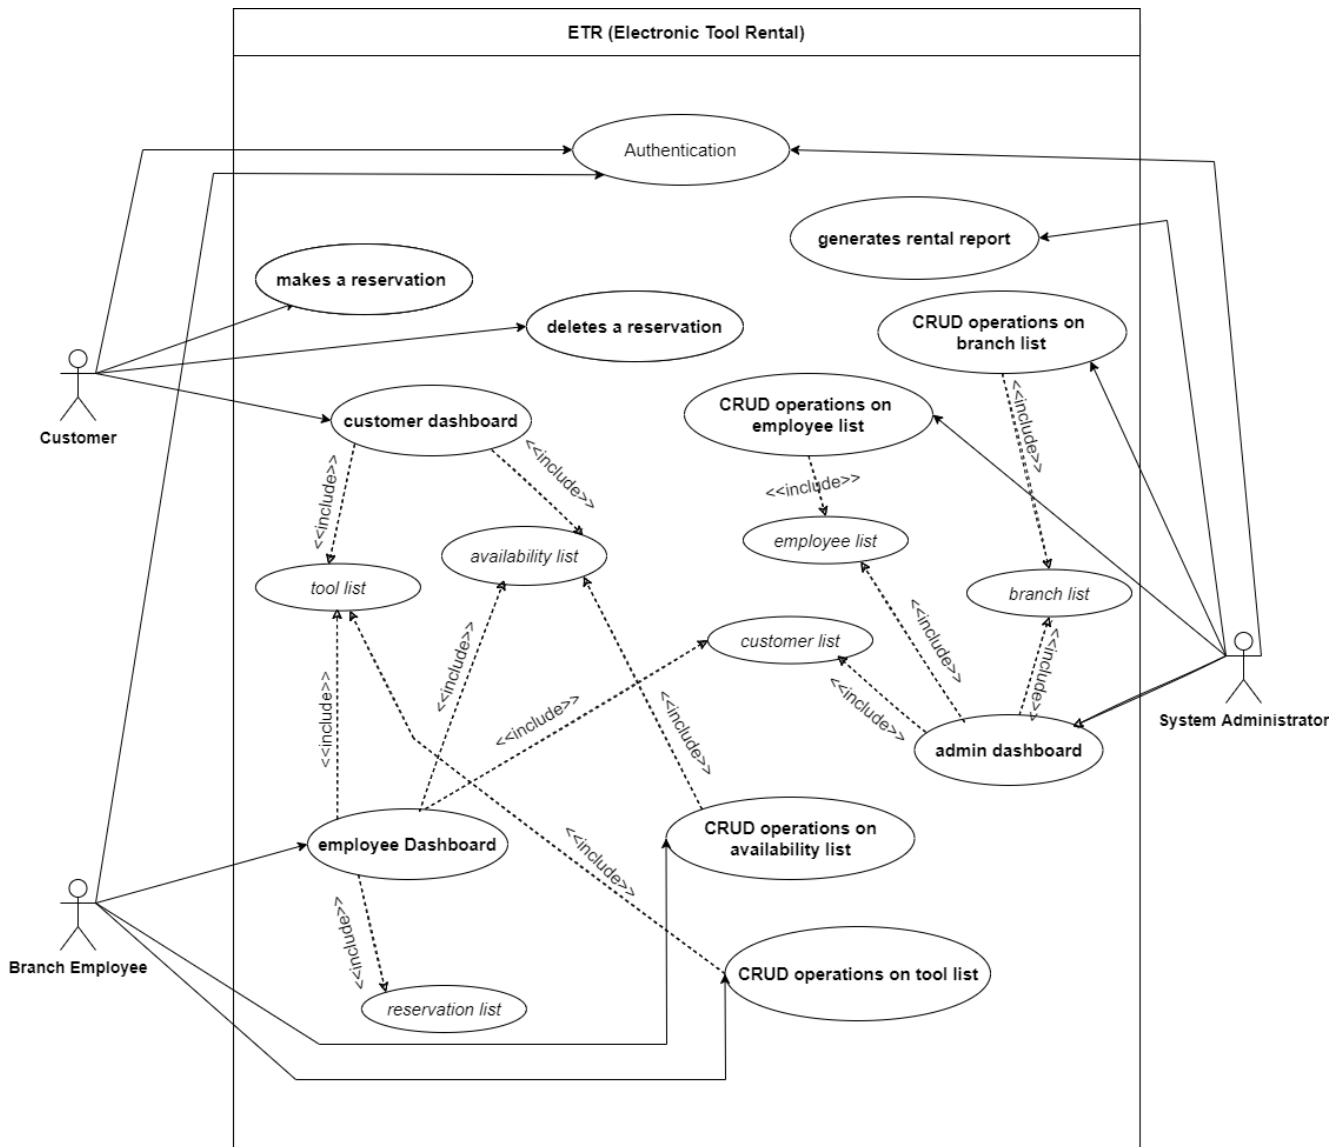 ETR (Electronic Tool Rental)
Authentication
generates rental report
makes a reservation
deletes a reservation
CRUD operations on
branch list
Customer
customer dashboard
CRUD operations on
employee list
<<include>>
<<include>>
<<include>>
<<include>>
employee list
availability list
tool list
branch list
customer list
<<include>>
<<include>>
<<include>>
<<include>>
<<include>>
<<include>>
<<include>>
System Administrator
admin dashboard
employee Dashboard
CRUD operations on
availability list
<<include>>
<<include>>
Branch Employee
CRUD operations on tool list
reservation list